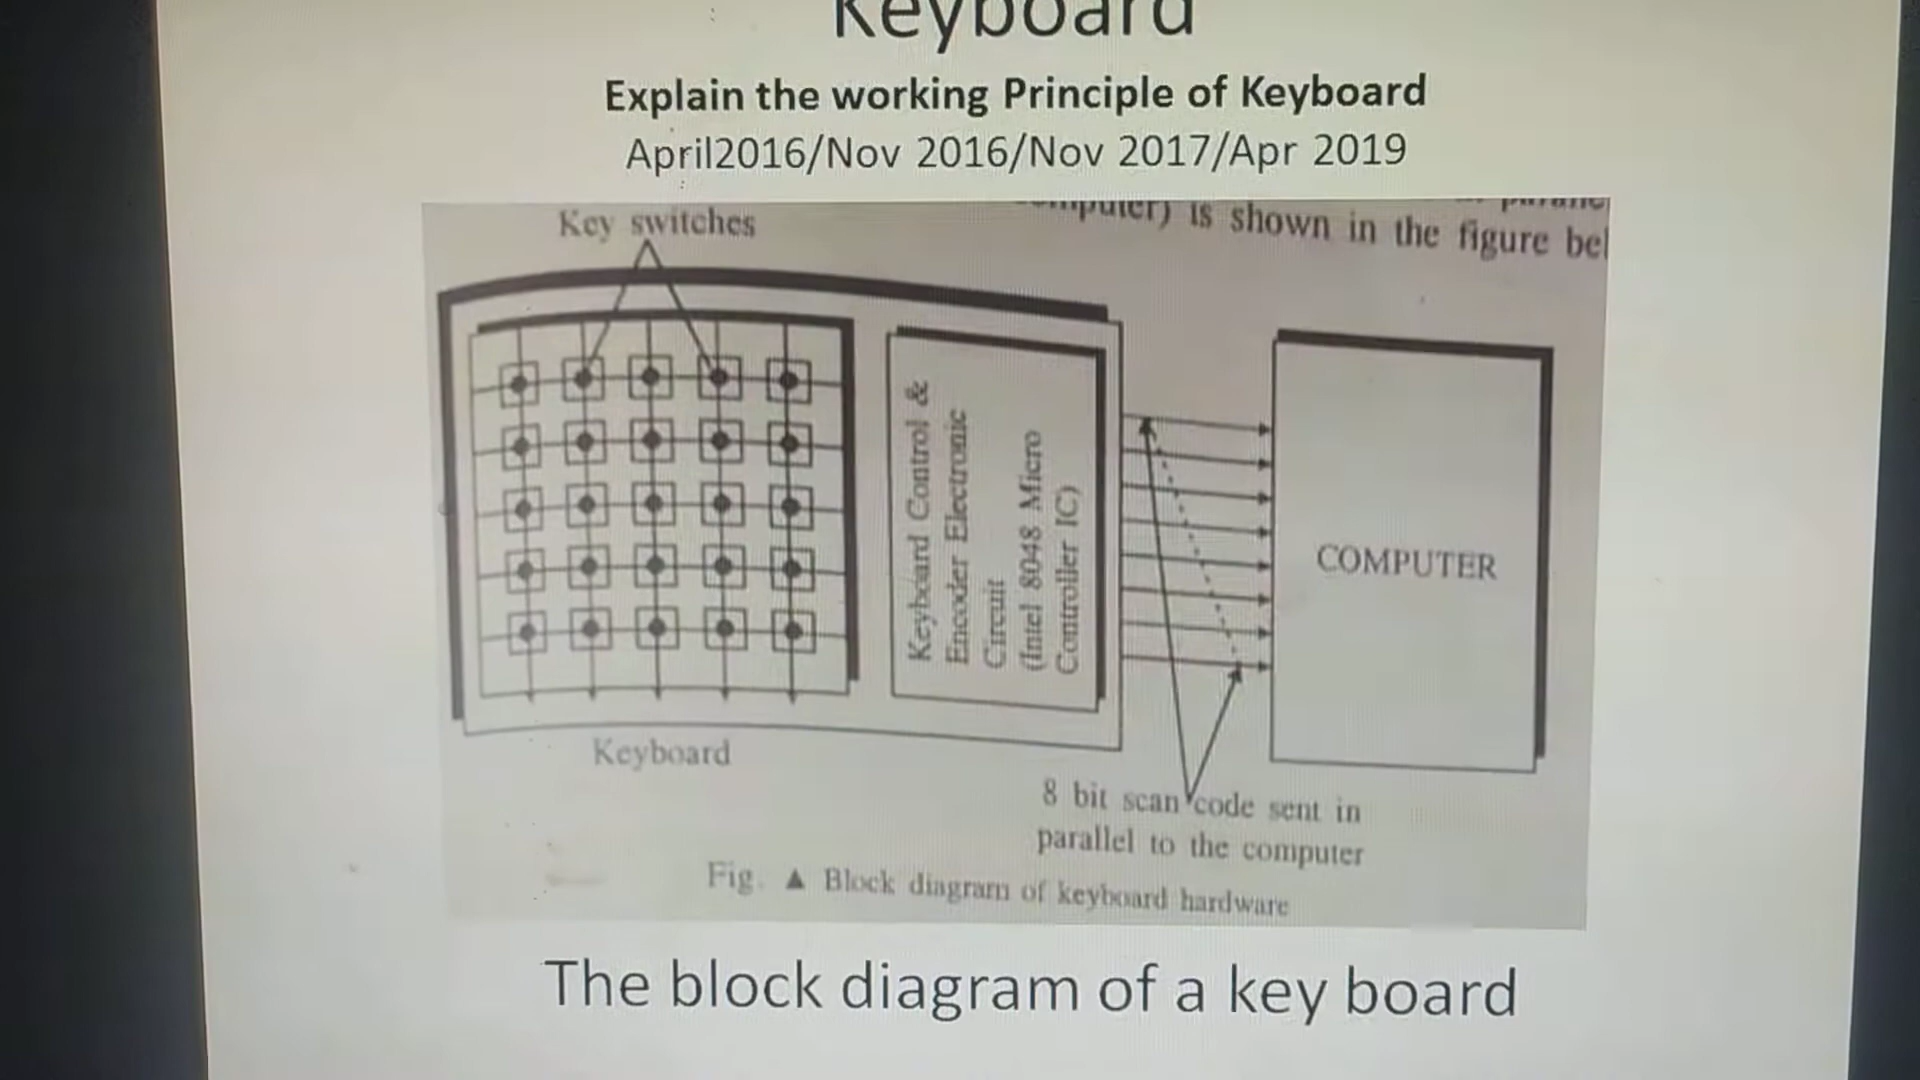 Keyboard
Explain the working Principle of Keyboard
April2016/Nov 2016/Nov 2017/Apr 2019
is shown in the figure
Key switches
Keyboard Control &
Encoder Electronic
Circuit
(Intel 8048 Micro
Controller IC)
COMPUTER
Keyboard
8 bit scan code sent in
parallel to the computer
Fig. ▲ Block diagram of keyboard hardware
The block diagram of a key board